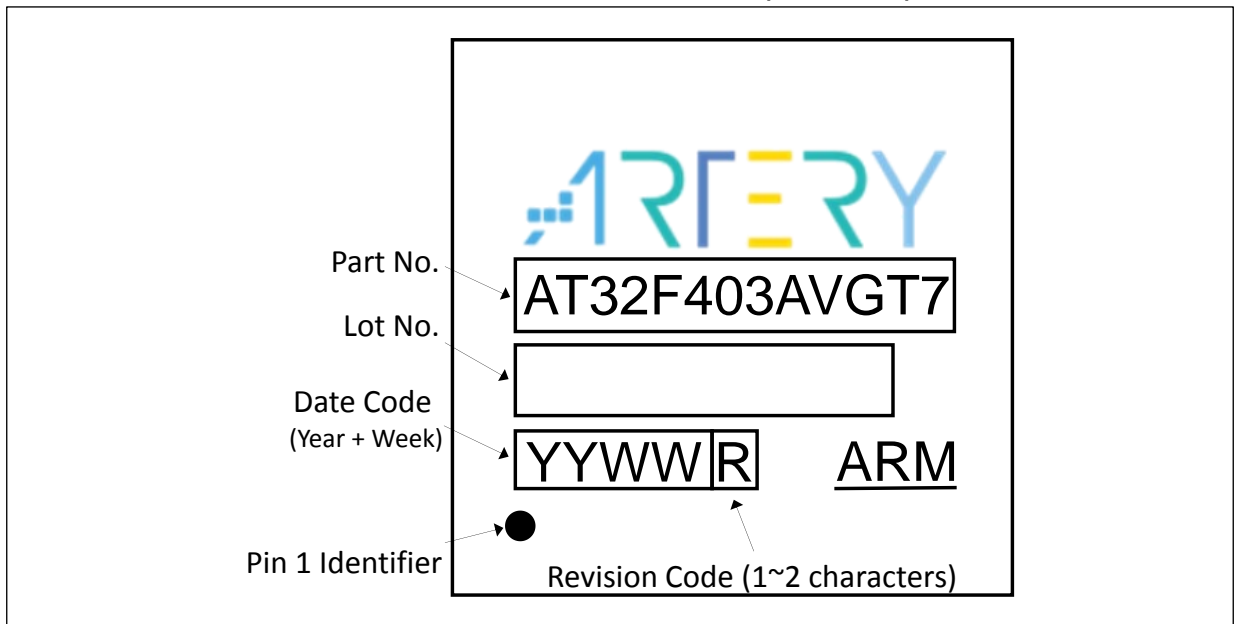 ARTERY
Part No.
AT32F403AVGT7
Lot No.
Date Code
(Year + Week)
YYWW R ARM
Pin 1 Identifier
Revision Code (1~2 characters)